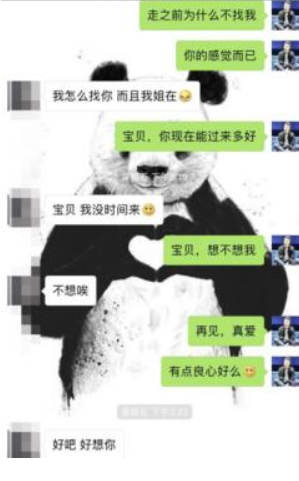 走之前为什么不找我
你的感觉而已
我怎么找你 而且我姐在😂
宝贝，你现在能过来多好
宝贝 我没时间来😊
宝贝，想不想我
不想唉
再见，真爱
有点良心好么😊
好吧 好想你